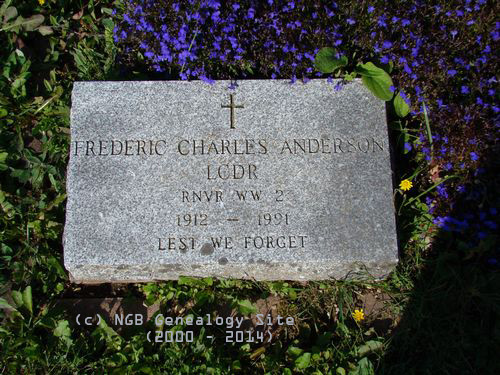 FREDERIC CHARLES ANDERSON
LCDR
RNVR WW 2
1912 - 1991
LEST WE FORGET
(c) NGB Genealogy Site
(2000 - 2014)